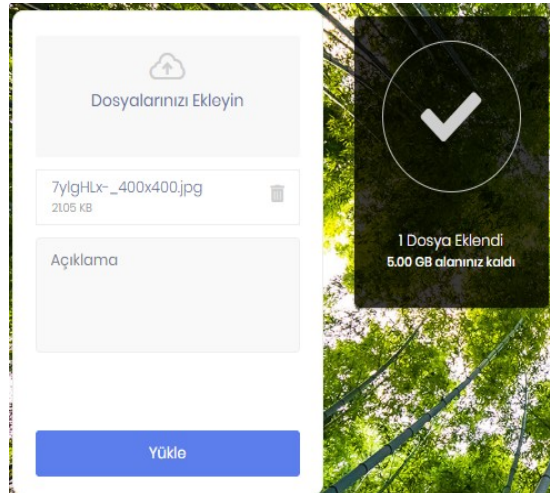 Dosyalarınızı Ekleyin
7ylgHLx-_400x400.jpg
21.05 KB
Açıklama
Yükle
1 Dosya Eklendi
5.00 GB alanınız kaldı